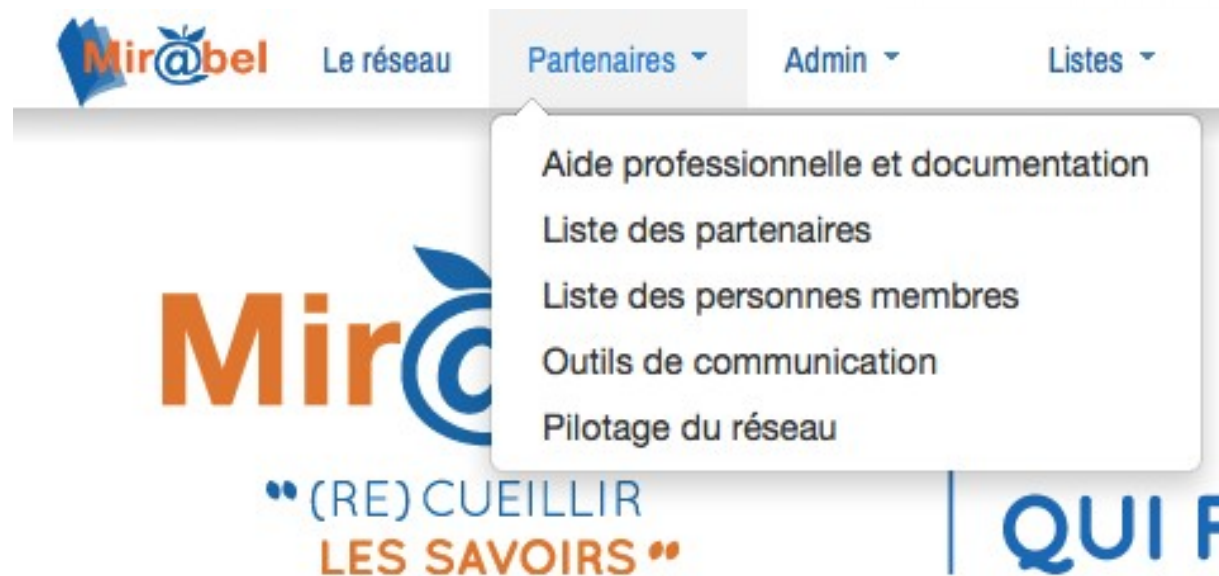 Mir@bel Le réseau Partenaires Admin Listes
Aide professionnelle et documentation
Liste des partenaires
Liste des personnes membres
Outils de communication
Pilotage du réseau
Mir@
“ (RE) CUEILLIR
LES SAVOIRS ”
QUI